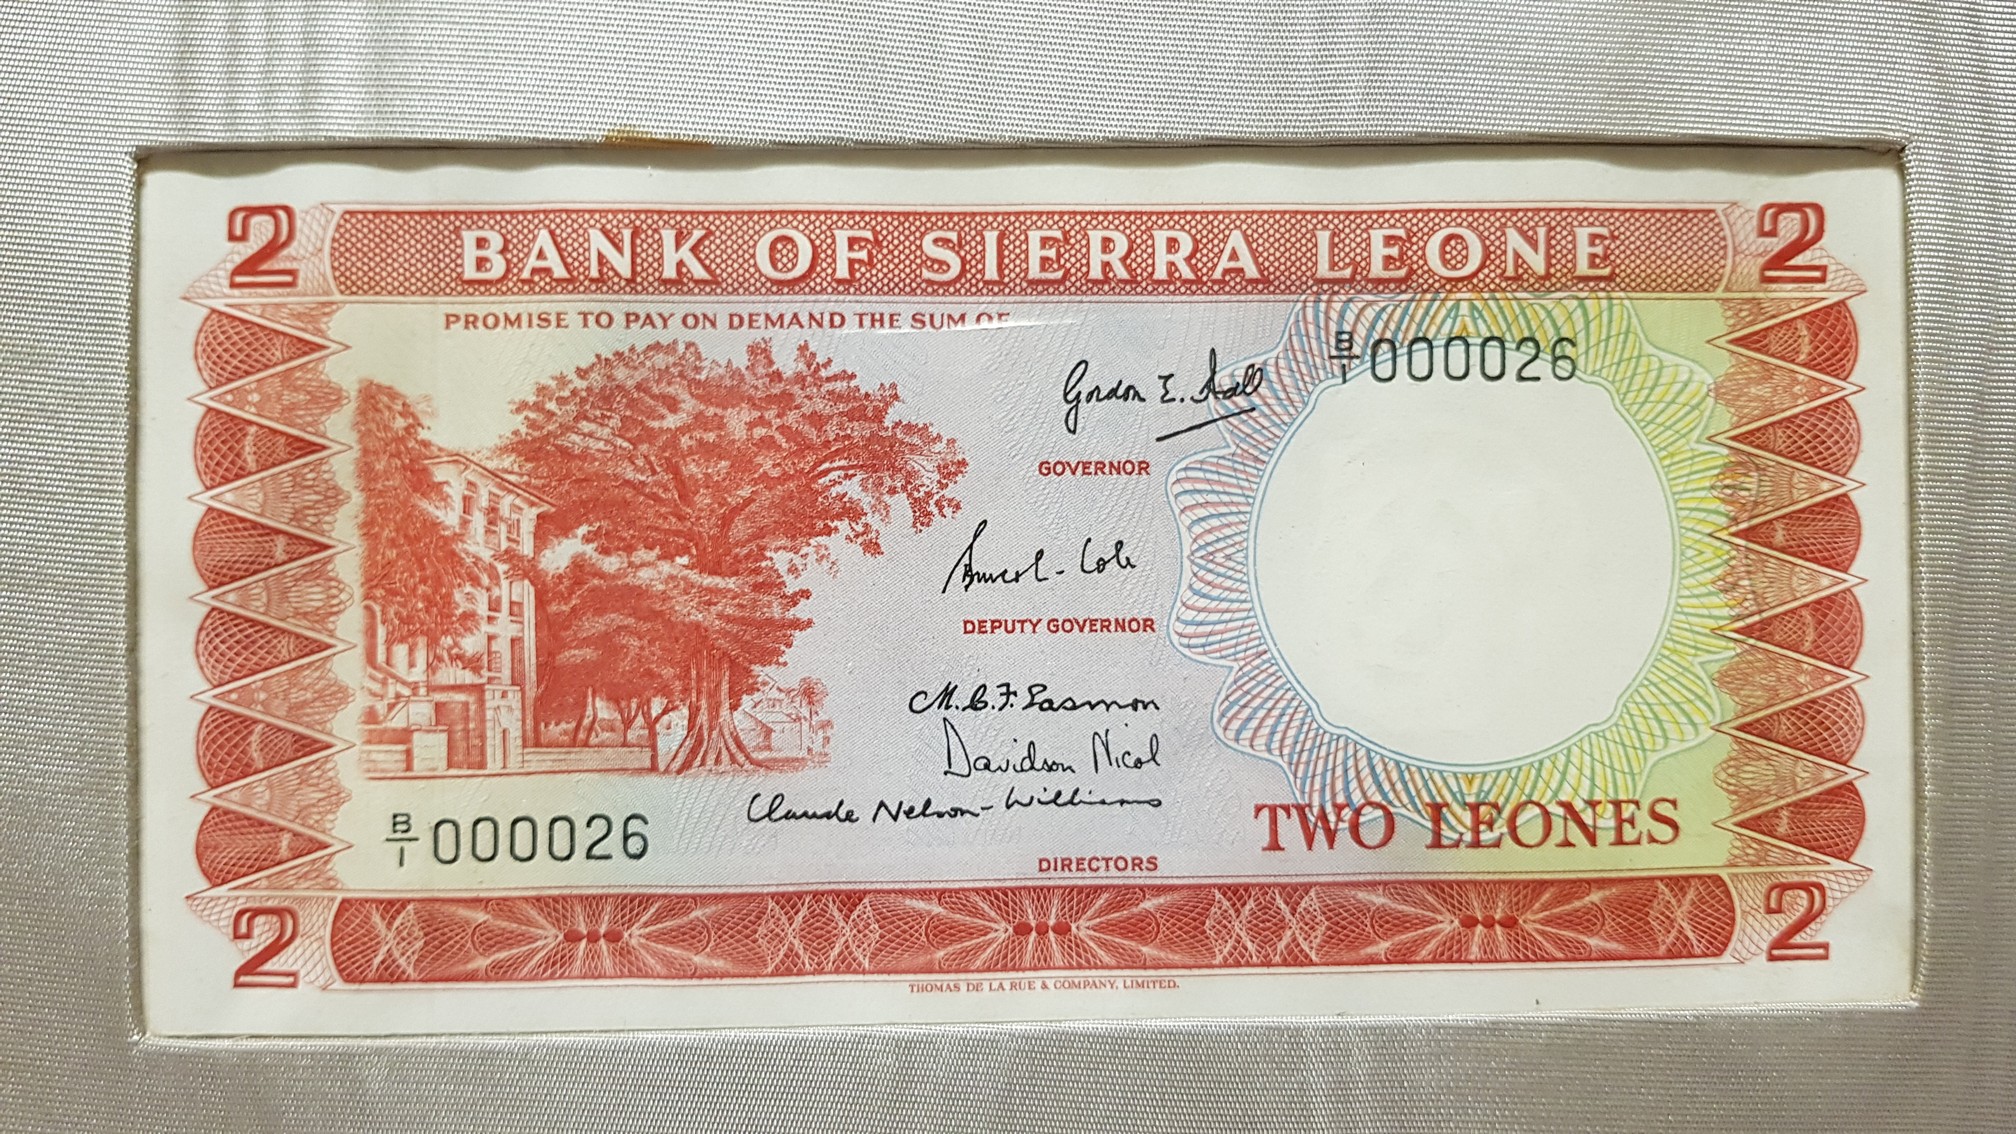 2 BANK OF SIERRA LEONE 2
PROMISE TO PAY ON DEMAND THE SUM OF
B/1 000026
Gordon E. Hall
GOVERNOR
DEPUTY GOVERNOR
M.C.F. Easmon
Davidson Nicol
Claude Nelson-Williams
B/1 000026
TWO LEONES
DIRECTORS
2 2
THOMAS DE LA RUE & COMPANY, LIMITED.